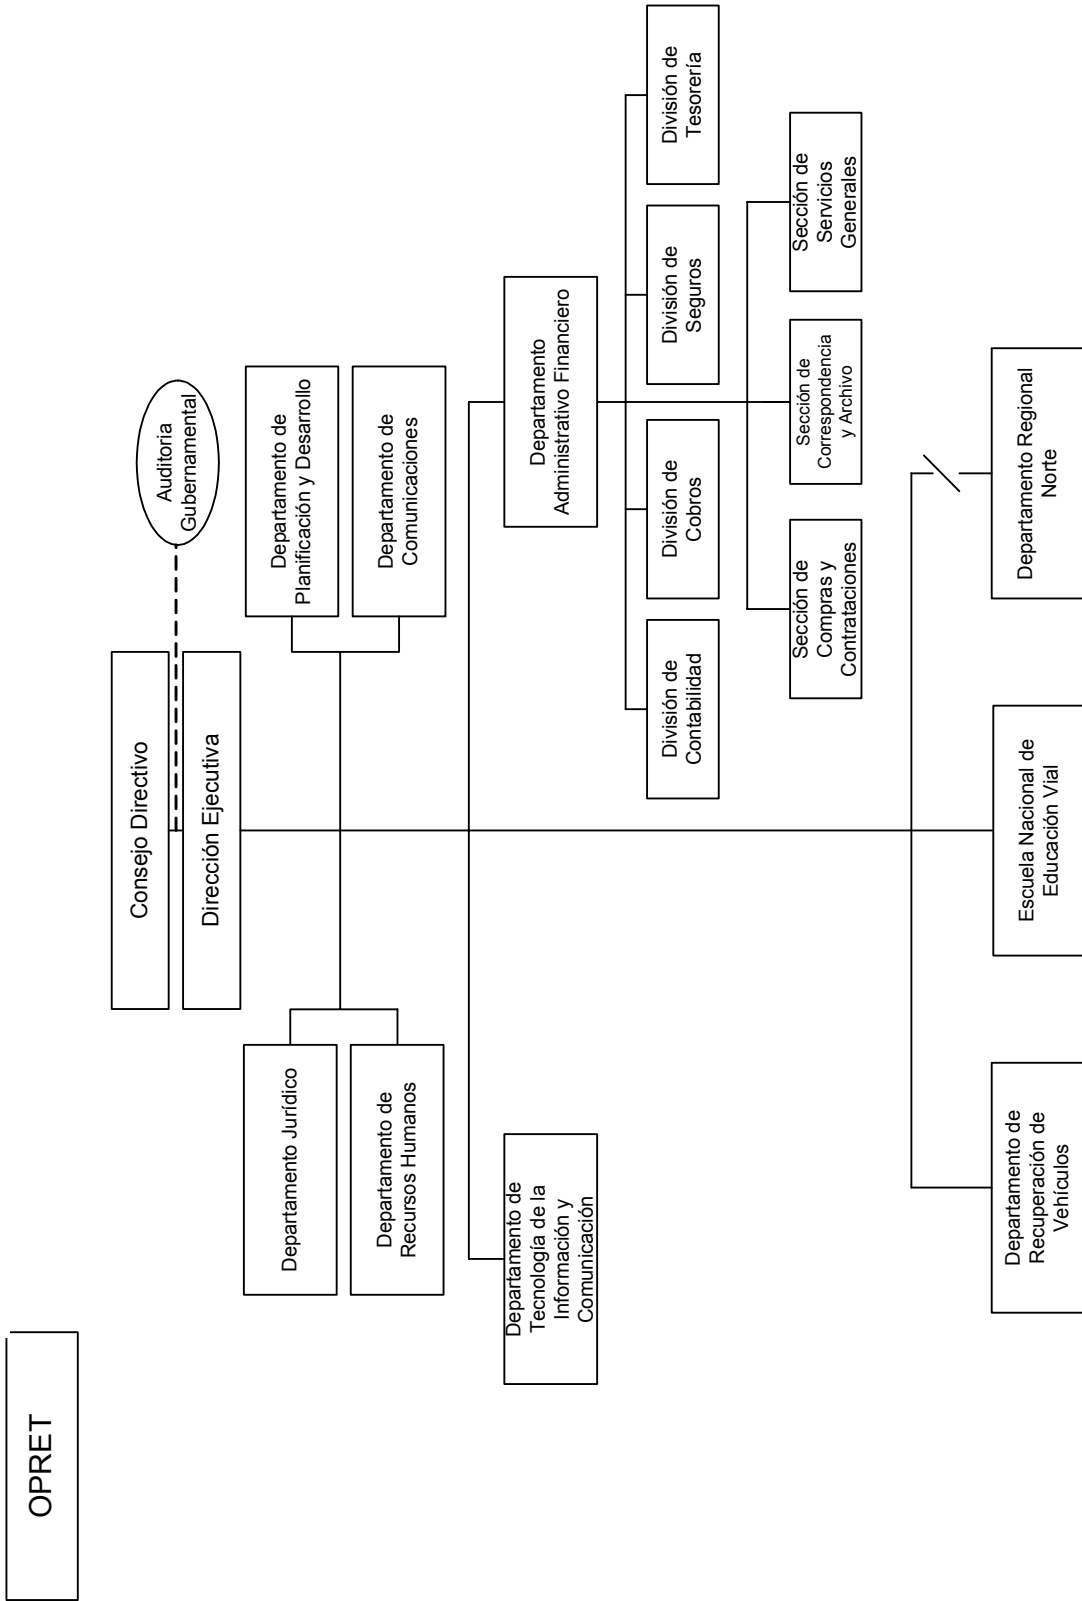 OPRET
Consejo Directivo
Auditoria
Gubernamental
Dirección Ejecutiva
Departamento Jurídico
Departamento de
Planificación y Desarrollo
Departamento de
Recursos Humanos
Departamento de
Comunicaciones
Departamento de
Tecnología de la
Información y
Comunicación
Departamento
Administrativo Financiero
División de
Contabilidad
División de
Cobros
División de
Seguros
División de
Tesorería
Sección de
Compras y
Contrataciones
Sección de
Correspondencia
y Archivo
Sección de
Servicios
Generales
Departamento de
Recuperación de
Vehículos
Escuela Nacional de
Educación Vial
Departamento Regional
Norte